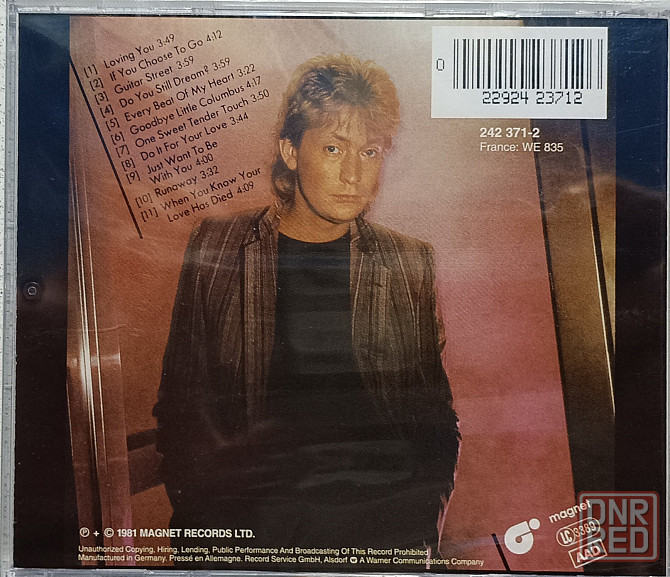 [1] Loving You 3:49
[2] If You Choose To Go 4:12
[3] Guitar Street 3:59
[4] Do You Still Dream? 3:59
[5] Every Beat Of My Heart 3:22
[6] Goodbye Little Columbus 4:17
[7] One Sweet Tender Touch 3:50
[8] Do It For Your Love 3:44
[9] Just Want To Be
With You 4:00
[10] Runaway 3:32
[11] When You Know Your
Love Has Died 4:09
0
22924 23712
242 371-2
France: WE 835
magnet
LC 3393
AAD
DNR
RED
℗ + © 1981 MAGNET RECORDS LTD.
Unauthorized Copying, Hiring, Lending, Public Performance And Broadcasting Of This Record Prohibited
Manufactured in Germany. Pressé en Allemagne. Record Service GmbH, Alsdorf A Warner Communications Company